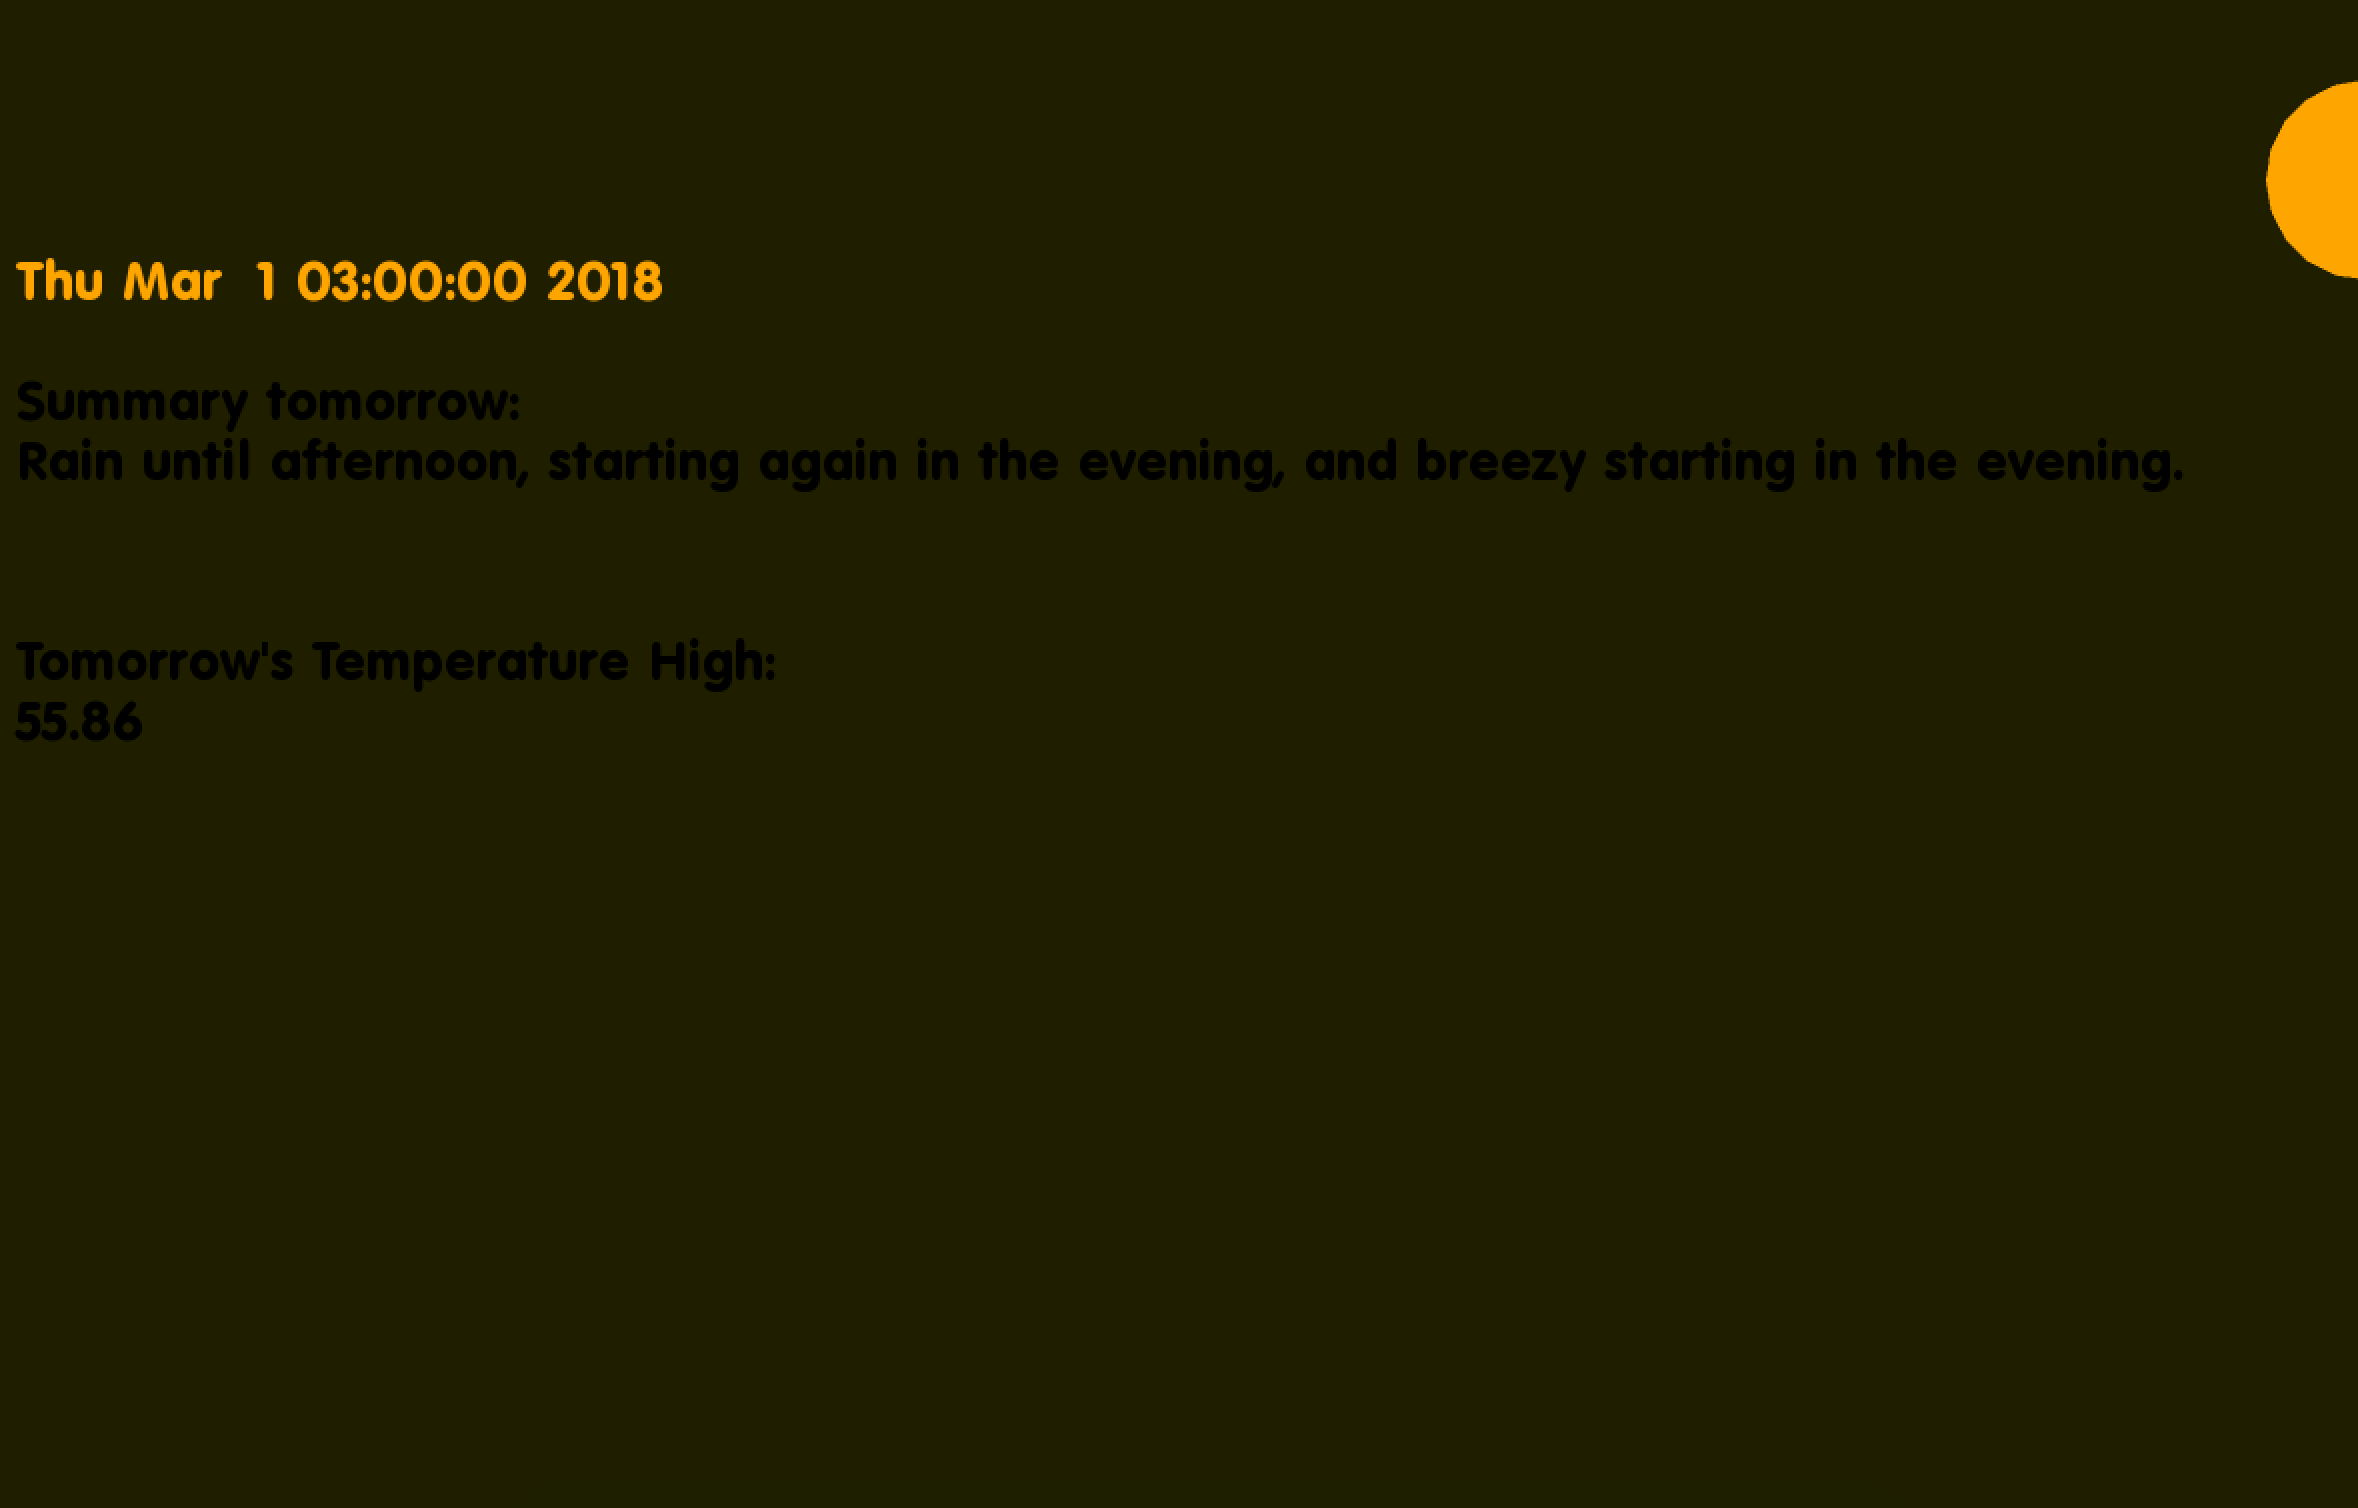 Thu Mar  1 03:00:00 2018
Summary tomorrow:
Rain until afternoon, starting again in the evening, and breezy starting in the evening.
Tomorrow's Temperature High:
55.86